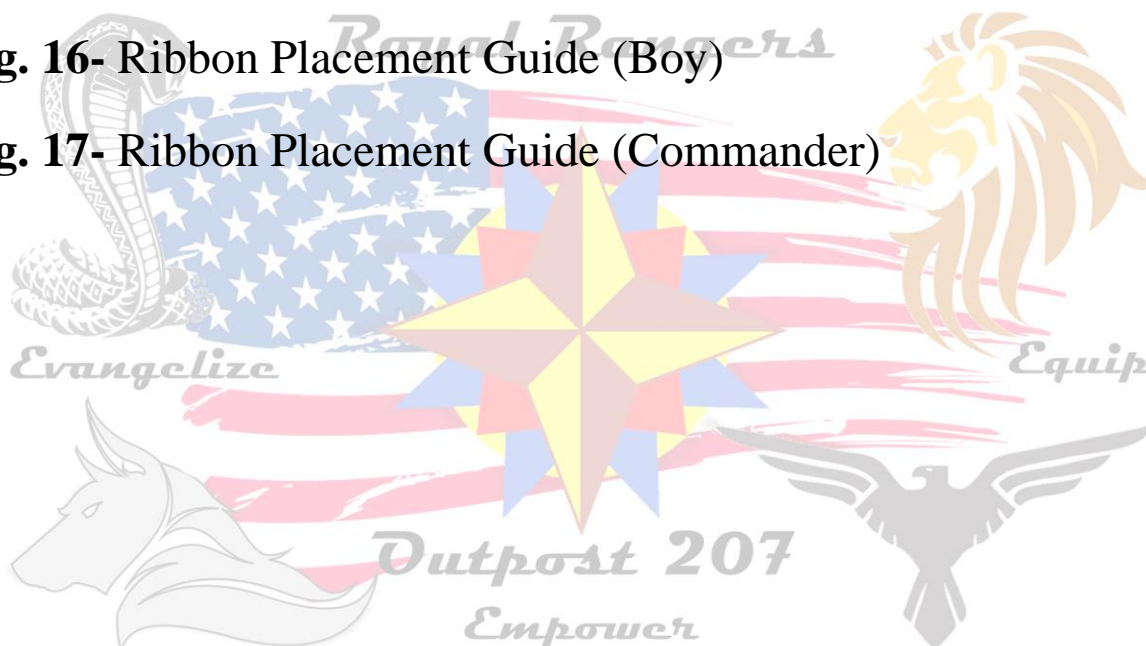 Royal Rangers
g. 16- Ribbon Placement Guide (Boy)
g. 17- Ribbon Placement Guide (Commander)
Evangelize
Equip
Outpost 207
Empower